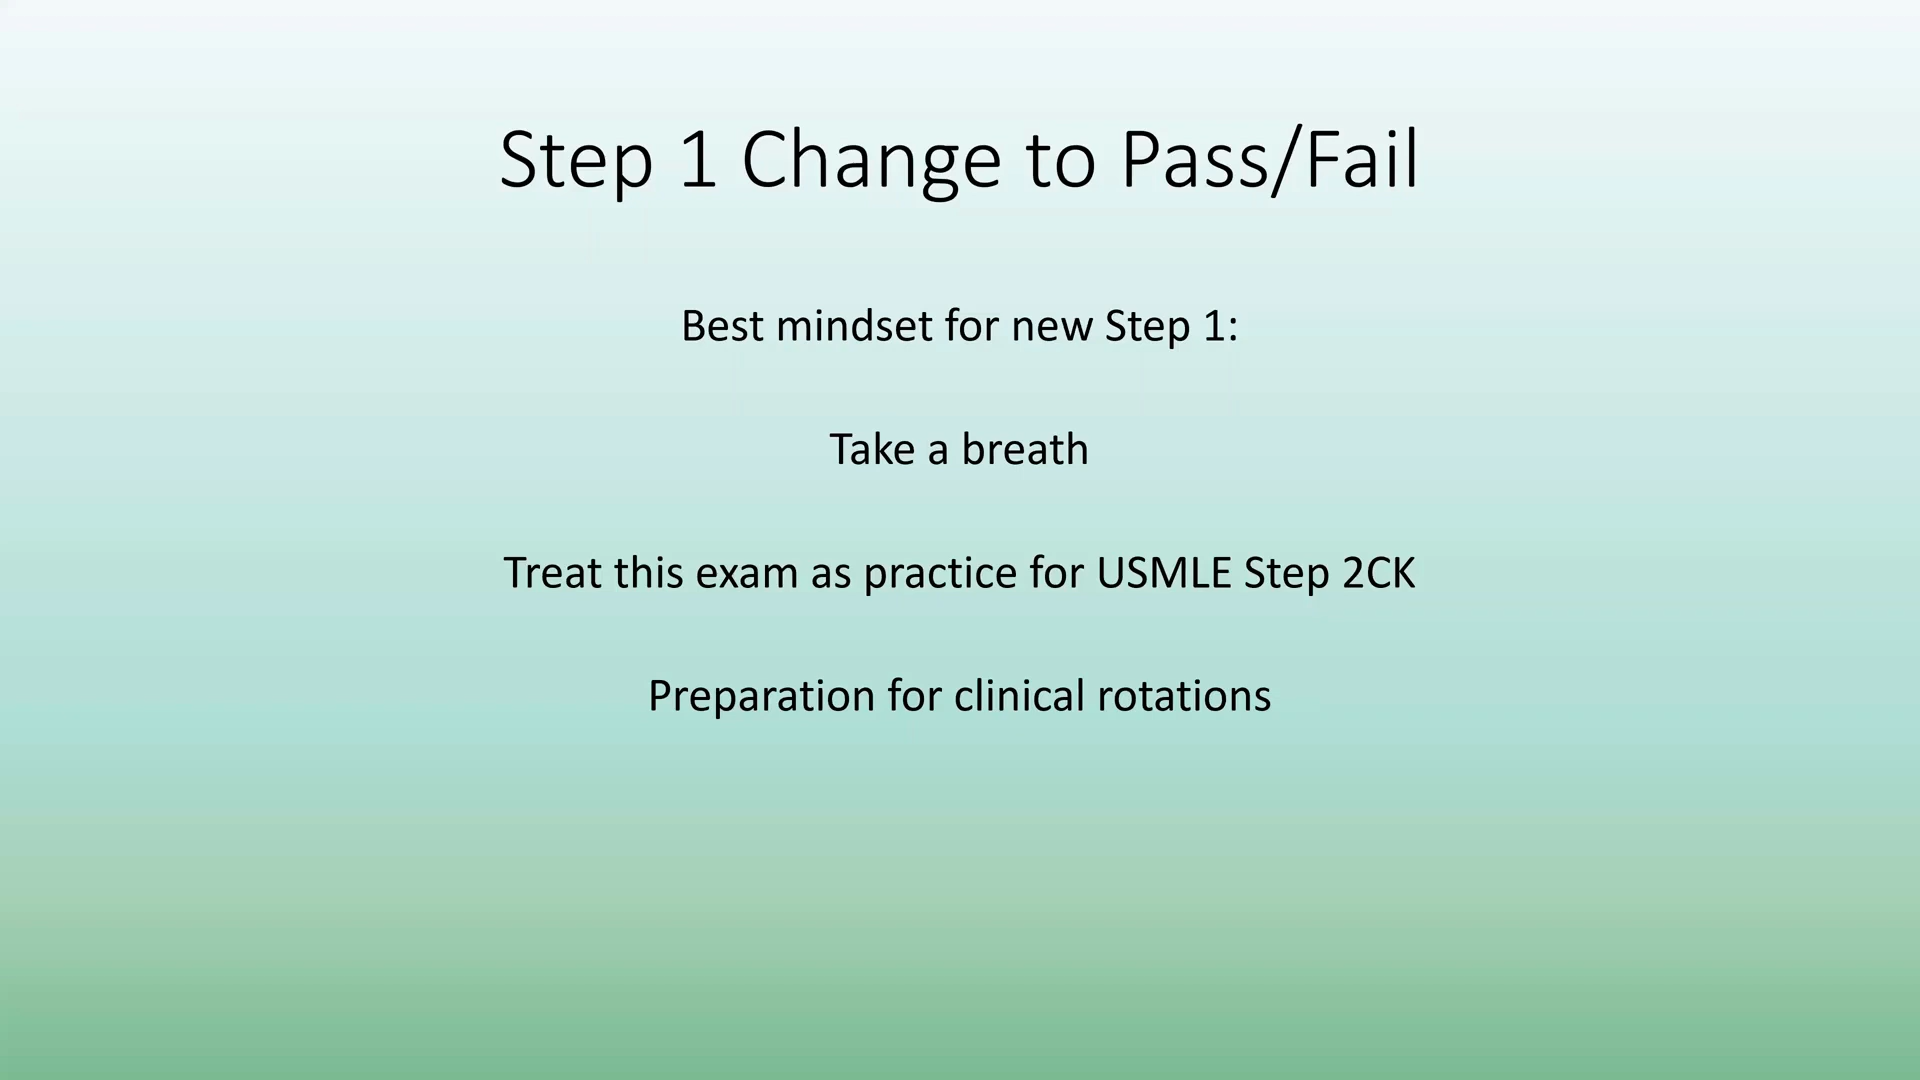 Step 1 Change to Pass/Fail
Best mindset for new Step 1:
Take a breath
Treat this exam as practice for USMLE Step 2CK
Preparation for clinical rotations